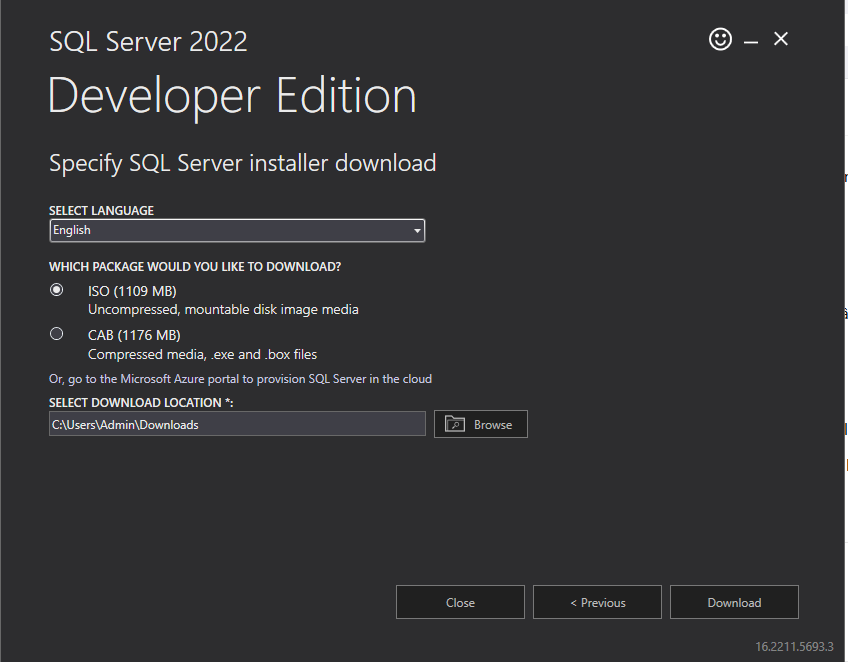 SQL Server 2022
Developer Edition
Specify SQL Server installer download
SELECT LANGUAGE
English
WHICH PACKAGE WOULD YOU LIKE TO DOWNLOAD?
ISO (1109 MB)
Uncompressed, mountable disk image media
CAB (1176 MB)
Compressed media, .exe and .box files
Or, go to the Microsoft Azure portal to provision SQL Server in the cloud
SELECT DOWNLOAD LOCATION *:
C:\Users\Admin\Downloads
Browse
Close
< Previous
Download
16.2211.5693.3